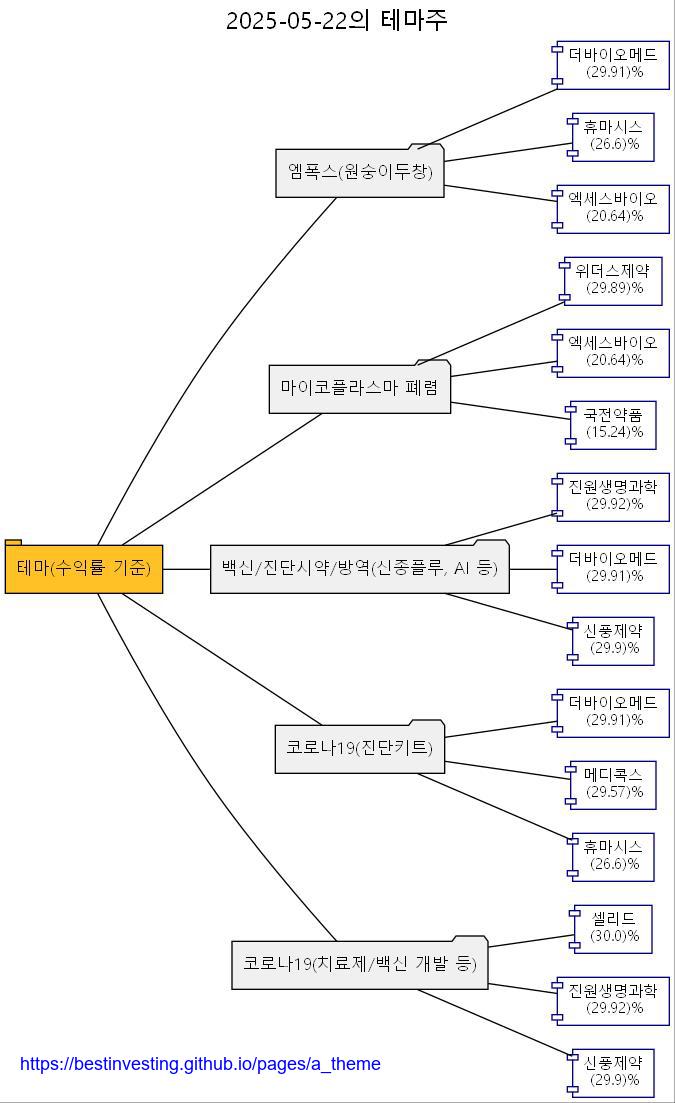 2025-05-22의 테마주
더바이오메드
(29.91)%
휴마시스
(26.6)%
엑세스바이오
(20.64)%
엠폭스(원숭이두창)
위더스제약
(29.89)%
엑세스바이오
(20.64)%
국전약품
(15.24)%
마이코플라스마 폐렴
진원생명과학
(29.92)%
더바이오메드
(29.91)%
신풍제약
(29.9)%
테마(수익률 기준)
백신/진단시약/방역(신종플루, AI 등)
더바이오메드
(29.91)%
메디콕스
(29.57)%
휴마시스
(26.6)%
코로나19(진단키트)
셀리드
(30.0)%
진원생명과학
(29.92)%
신풍제약
(29.9)%
코로나19(치료제/백신 개발 등)
https://bestinvesting.github.io/pages/a_theme